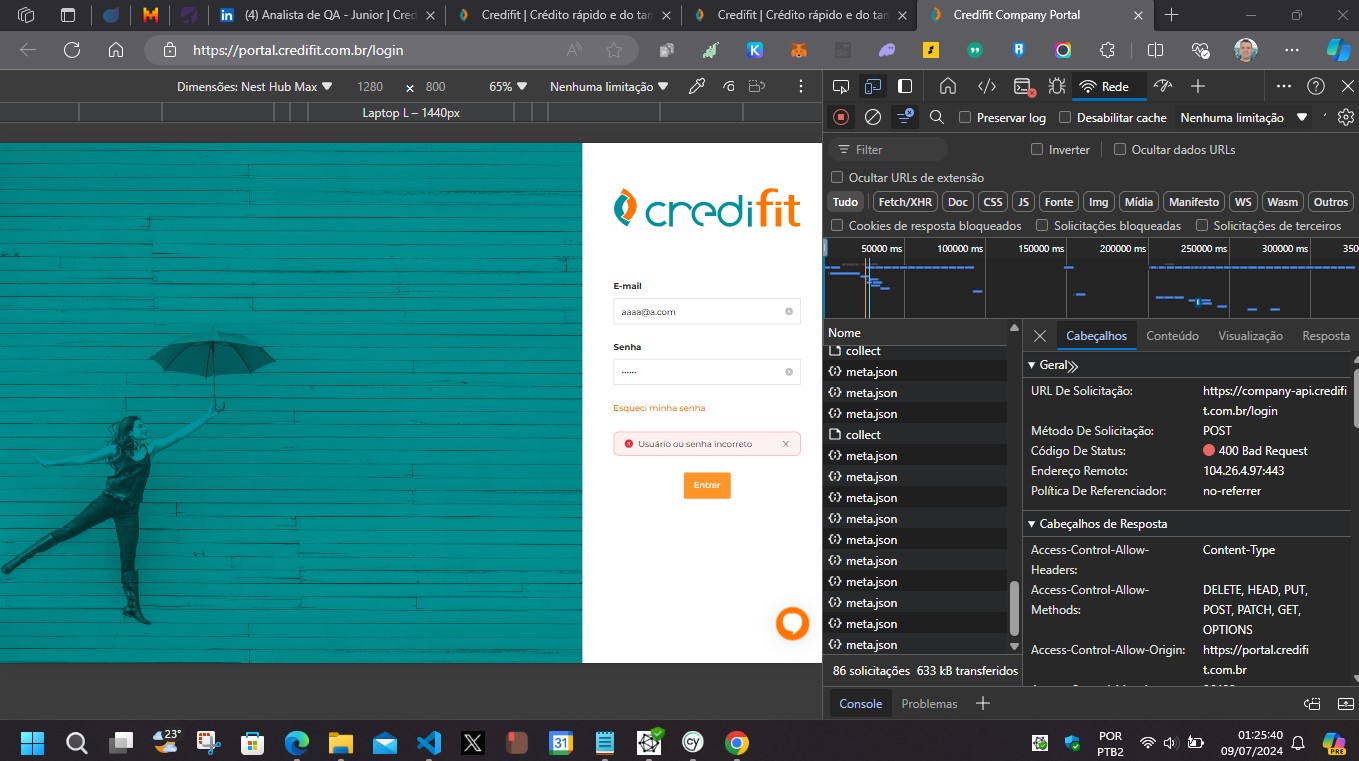 (4) Analista de QA - Junior | Cred
Credifit | Crédito rápido e do tam
Credifit | Crédito rápido e do tam
Credifit Company Portal
https://portal.credifit.com.br/login
Dimensões: Nest Hub Max ▼ 1280 × 800 65% ▼ Nenhuma limitação ▼
Laptop L – 1440px
credifit
E-mail
aaaa@a.com
Senha
······
Esqueci minha senha
Usuário ou senha incorreto
Entrar
Rede
Preservar log Desabilitar cache Nenhuma limitação ▼
Filter Inverter Ocultar dados URLs
Ocultar URLs de extensão
Tudo Fetch/XHR Doc CSS JS Fonte Img Mídia Manifesto WS Wasm Outros
Cookies de resposta bloqueados Solicitações bloqueadas Solicitações de terceiros
50000 ms 100000 ms 150000 ms 200000 ms 250000 ms 300000 ms 350
Nome
collect
meta.json
meta.json
meta.json
collect
meta.json
meta.json
meta.json
meta.json
meta.json
meta.json
meta.json
meta.json
meta.json
meta.json
86 solicitações 633 kB transferidos
Cabeçalhos Conteúdo Visualização Resposta
▼ Geral
URL De Solicitação: https://company-api.credifi
t.com.br/login
Método De Solicitação: POST
Código De Status: 400 Bad Request
Endereço Remoto: 104.26.4.97:443
Política De Referenciador: no-referrer
▼ Cabeçalhos de Resposta
Access-Control-Allow- Content-Type
Headers:
Access-Control-Allow- DELETE, HEAD, PUT,
Methods: POST, PATCH, GET,
OPTIONS
Access-Control-Allow-Origin: https://portal.credifi
t.com.br
Console Problemas
23°
31
POR
PTB2
01:25:40
09/07/2024
PRE